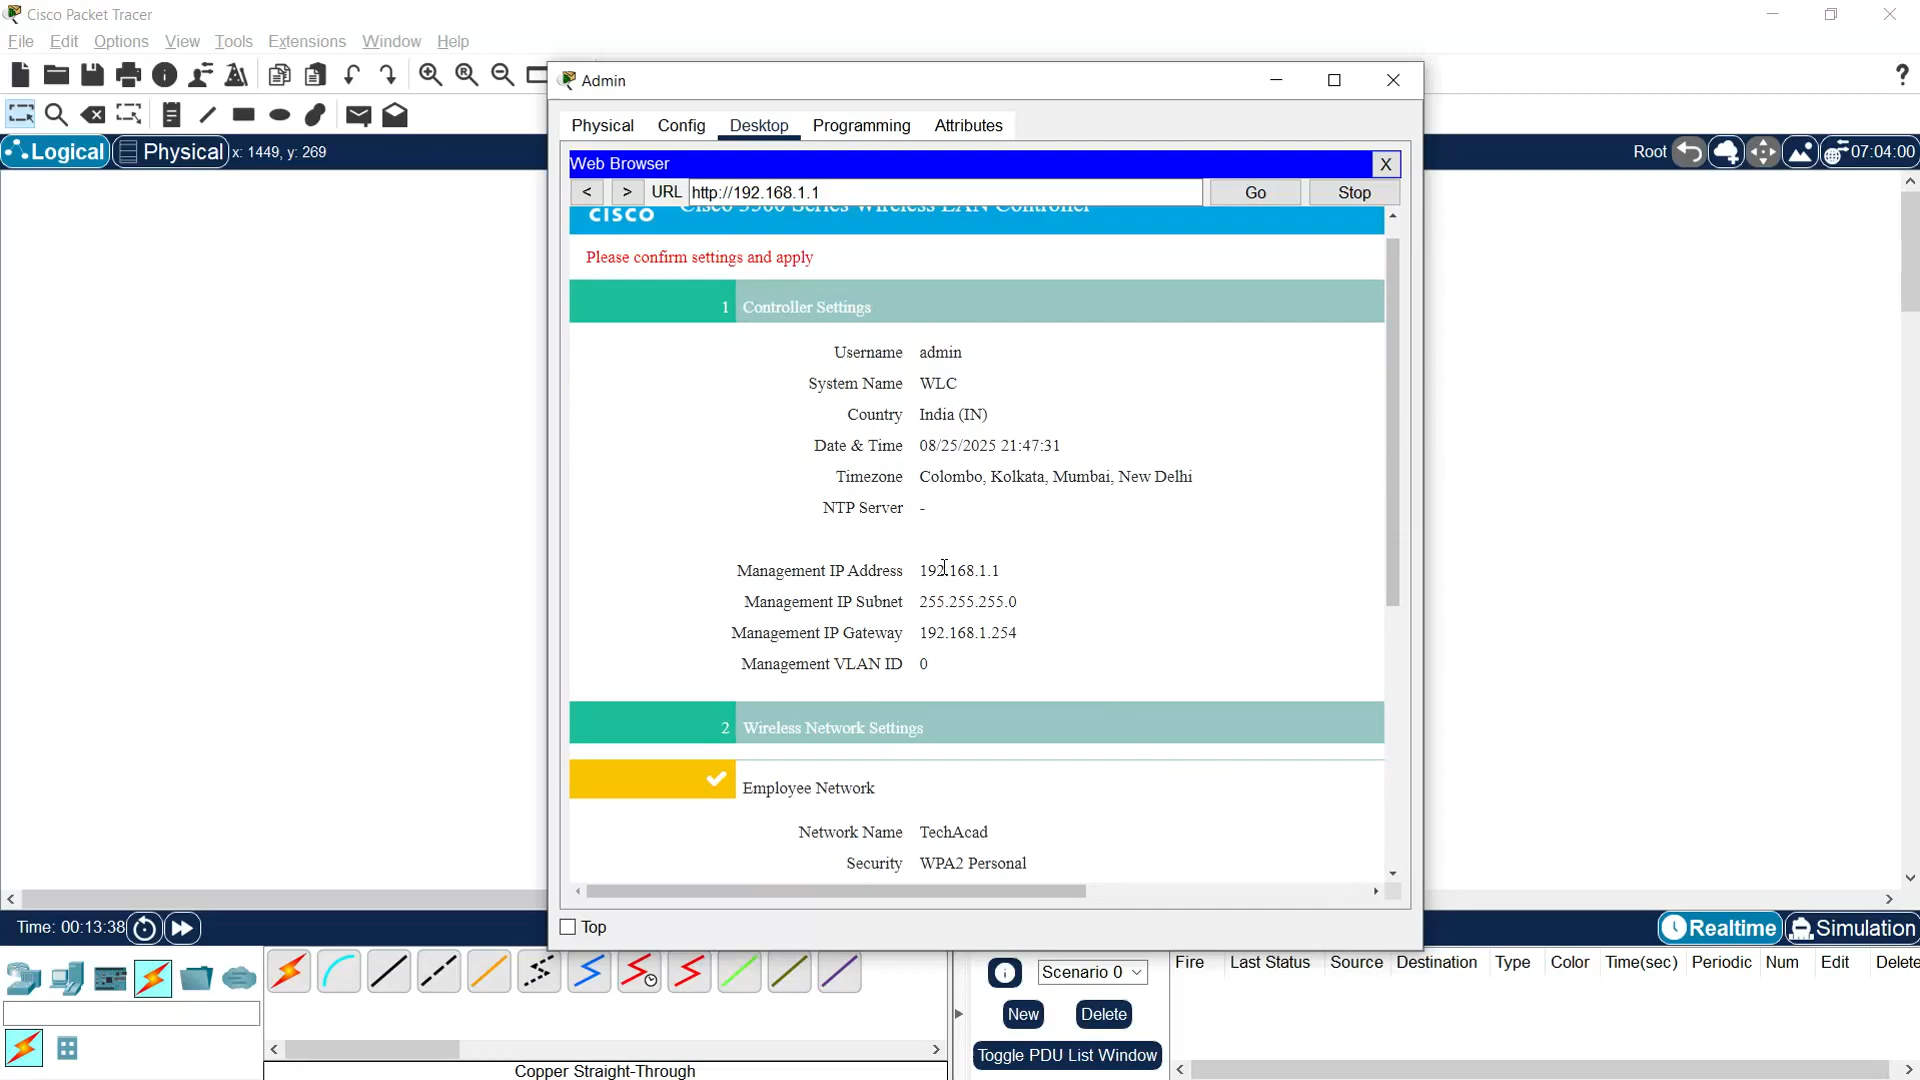 Cisco Packet Tracer
File Edit Options View Tools Extensions Window Help
?
Admin
Physical Config Desktop Programming Attributes
Logical Physical x: 1449, y: 269
Root 07:04:00
Web Browser X
< > URL http://192.168.1.1 Go Stop
CISCO Cisco 3500 Series Wireless LAN Controller
Please confirm settings and apply
1 Controller Settings
Username admin
System Name WLC
Country India (IN)
Date & Time 08/25/2025 21:47:31
Timezone Colombo, Kolkata, Mumbai, New Delhi
NTP Server -
Management IP Address 192.168.1.1
Management IP Subnet 255.255.255.0
Management IP Gateway 192.168.1.254
Management VLAN ID 0
2 Wireless Network Settings
Employee Network
Network Name TechAcad
Security WPA2 Personal
Top
Time: 00:13:38
Realtime Simulation
Scenario 0
Fire Last Status Source Destination Type Color Time(sec) Periodic Num Edit Delete
New Delete
Toggle PDU List Window
Copper Straight-Through